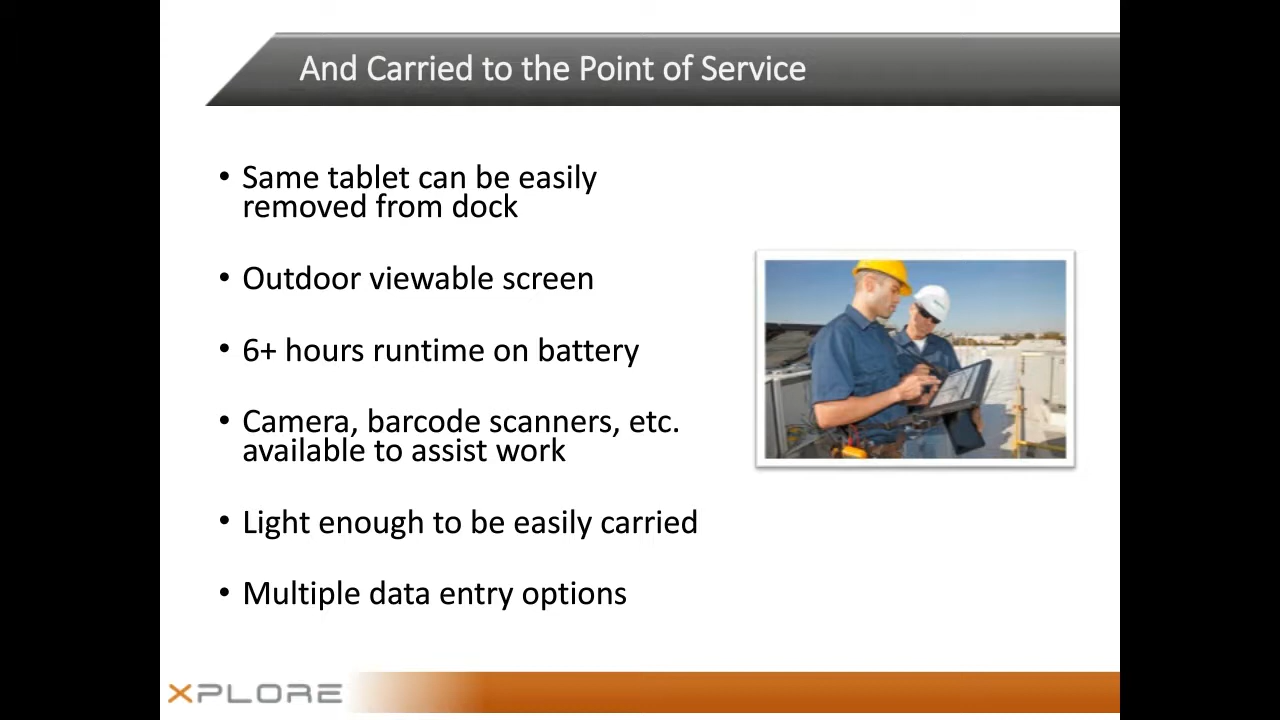 And Carried to the Point of Service
• Same tablet can be easily
removed from dock
• Outdoor viewable screen
• 6+ hours runtime on battery
• Camera, barcode scanners, etc.
available to assist work
• Light enough to be easily carried
• Multiple data entry options
XPLORE